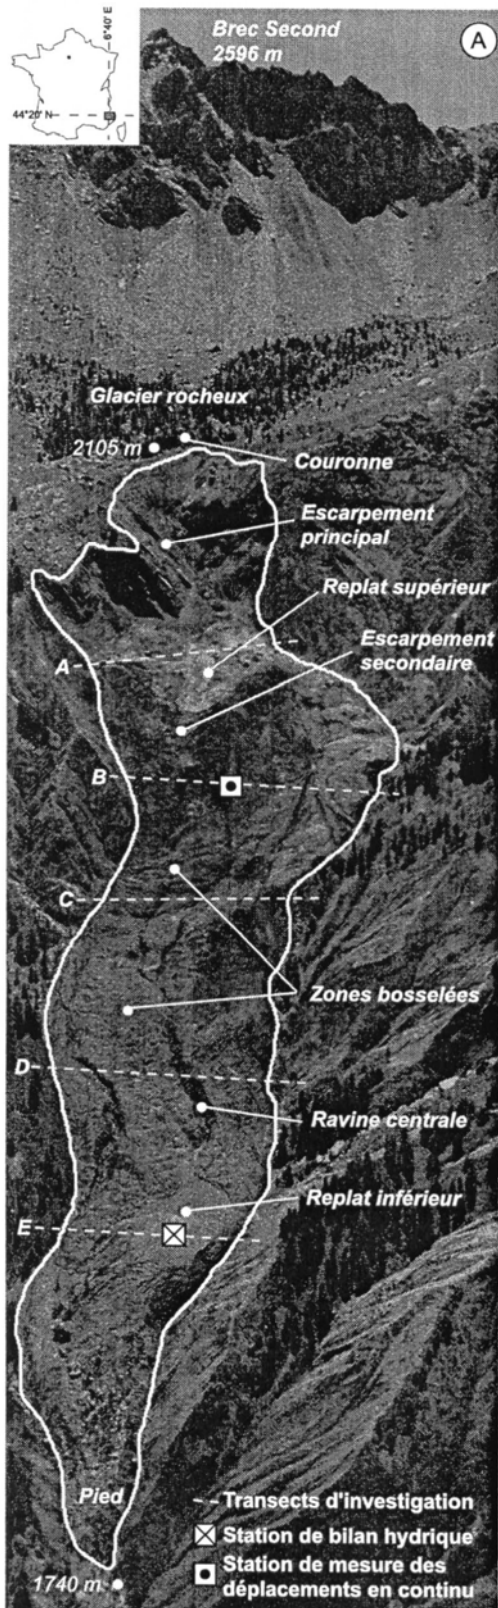 6°40' E
44°20' N
Brec Second
2596 m
A
Glacier rocheux
2105 m
Couronne
Escarpement
principal
Replat supérieur
A
Escarpement
secondaire
B
C
Zones bosselées
D
Ravine centrale
Replat inférieur
E
Pied
Transects d'investigation
Station de bilan hydrique
Station de mesure des
déplacements en continu
1740 m